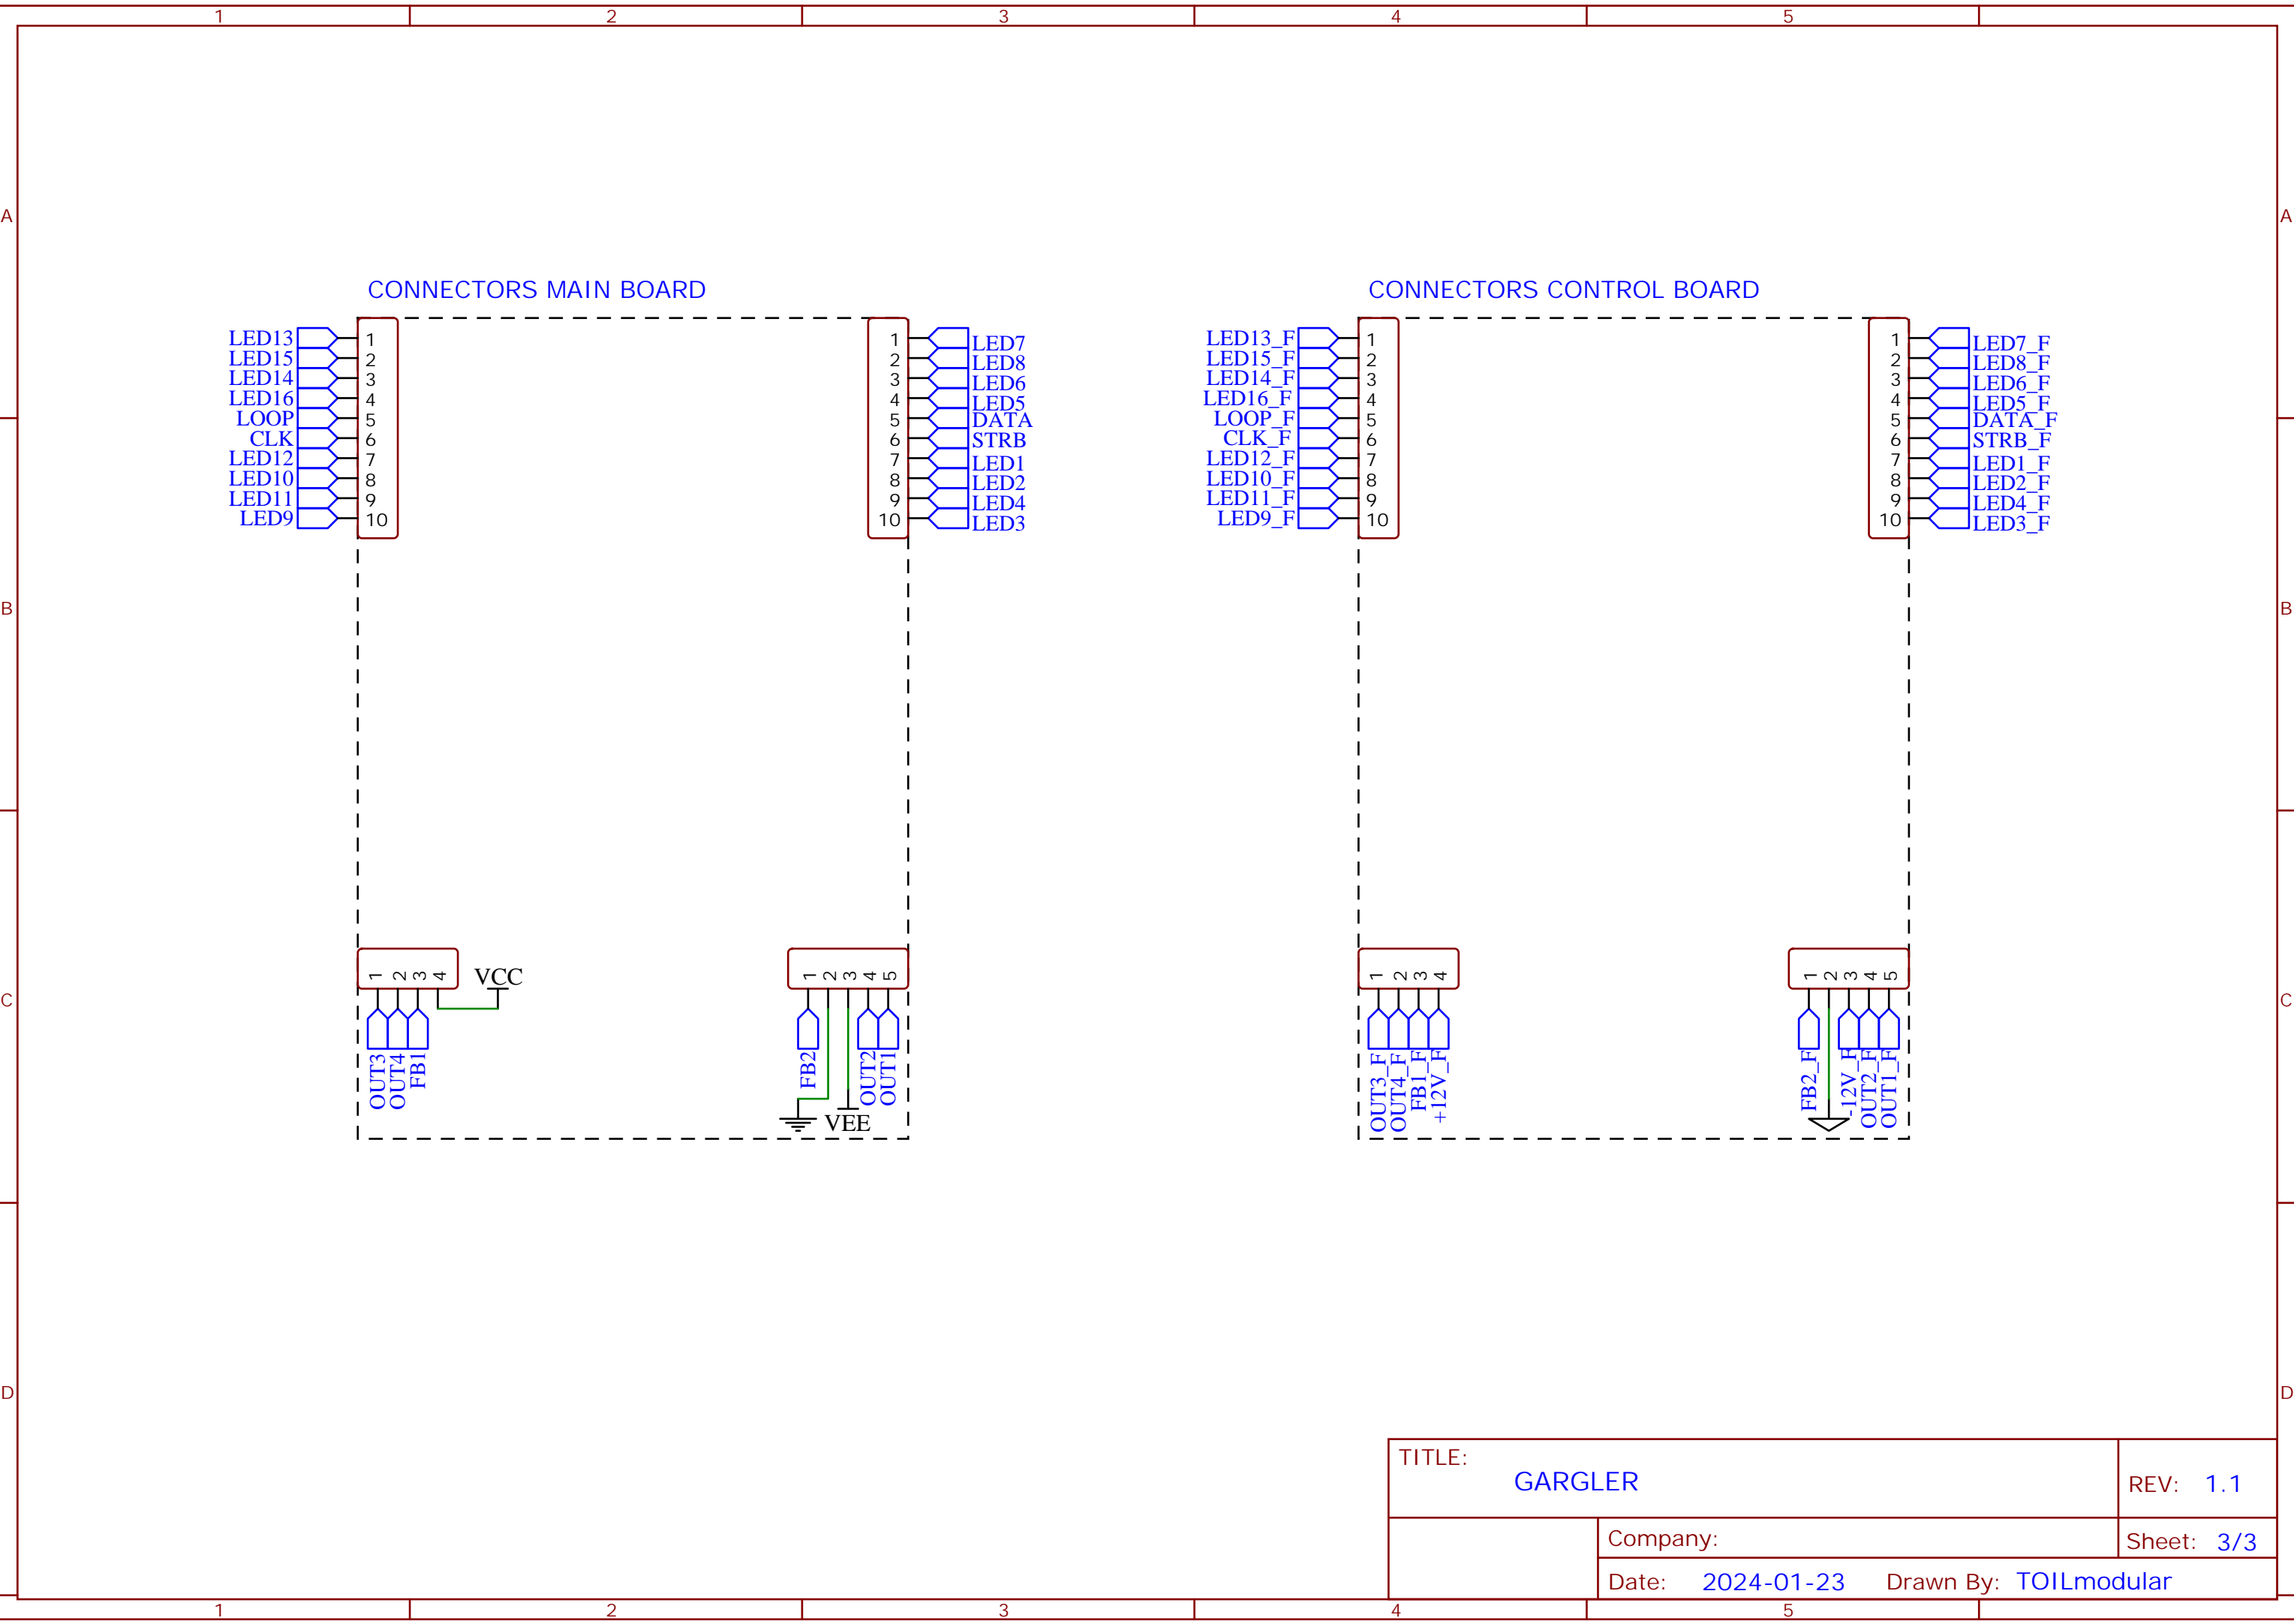 1 2 3 4 5
A A
CONNECTORS MAIN BOARD
LED13 1
LED15 2
LED14 3
LED16 4
LOOP 5
CLK 6
LED12 7
LED10 8
LED11 9
LED9 10
1 LED7
2 LED8
3 LED6
4 LED5
5 DATA
6 STRB
7 LED1
8 LED2
9 LED4
10 LED3
CONNECTORS CONTROL BOARD
LED13_F 1
LED15_F 2
LED14_F 3
LED16_F 4
LOOP_F 5
CLK_F 6
LED12_F 7
LED10_F 8
LED11_F 9
LED9_F 10
1 LED7_F
2 LED8_F
3 LED6_F
4 LED5_F
5 DATA_F
6 STRB_F
7 LED1_F
8 LED2_F
9 LED4_F
10 LED3_F
B B
1 2 3 4
VCC
OUT3
OUT4
FB1
1 2 3 4 5
FB2
VEE
OUT2
OUT1
1 2 3 4
OUT3_F
OUT4_F
FB1_F
+12V_F
1 2 3 4 5
FB2_F
-12V_F
OUT2_F
OUT1_F
C C
D D
TITLE:
GARGLER
REV: 1.1
Company:
Sheet: 3/3
Date: 2024-01-23 Drawn By: TOILmodular
1 2 3 4 5